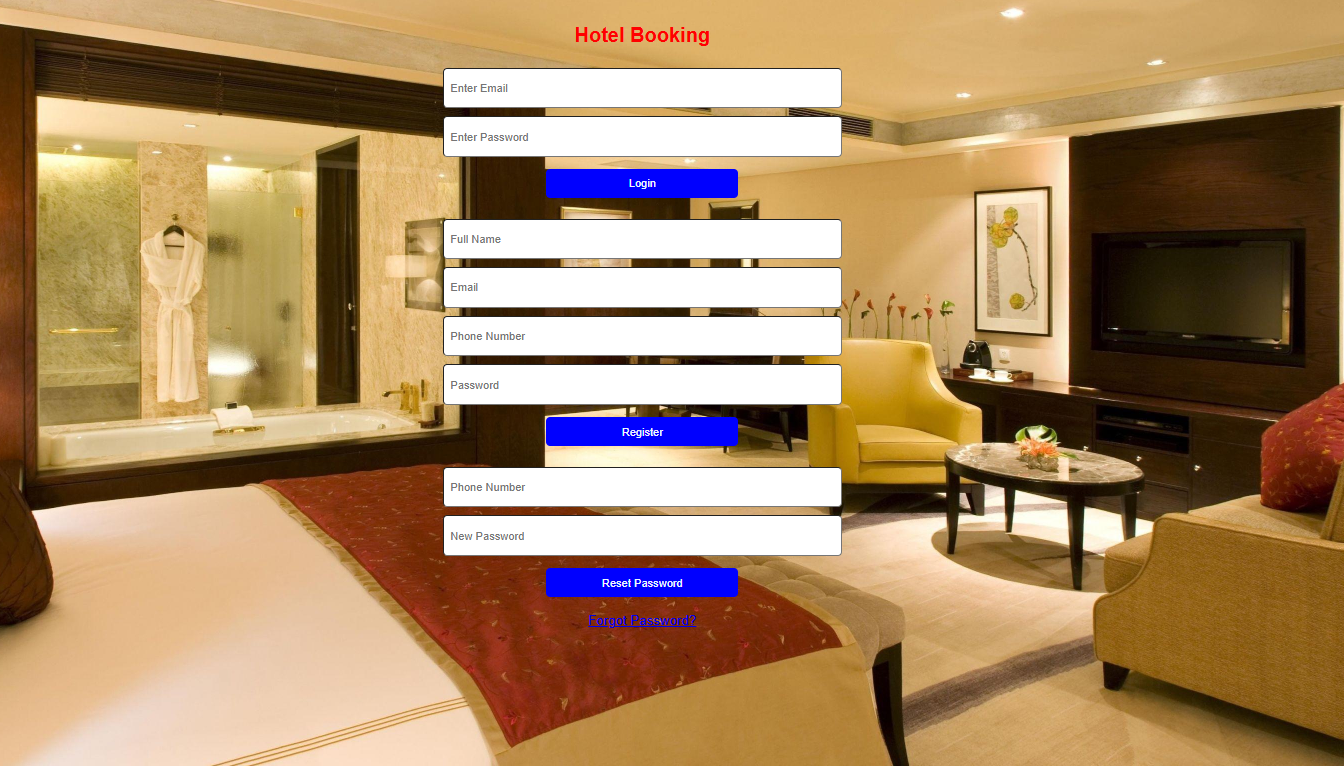 Hotel Booking
Enter Email
Enter Password
Login
Full Name
Email
Phone Number
Password
Register
Phone Number
New Password
Reset Password
Forgot Password?